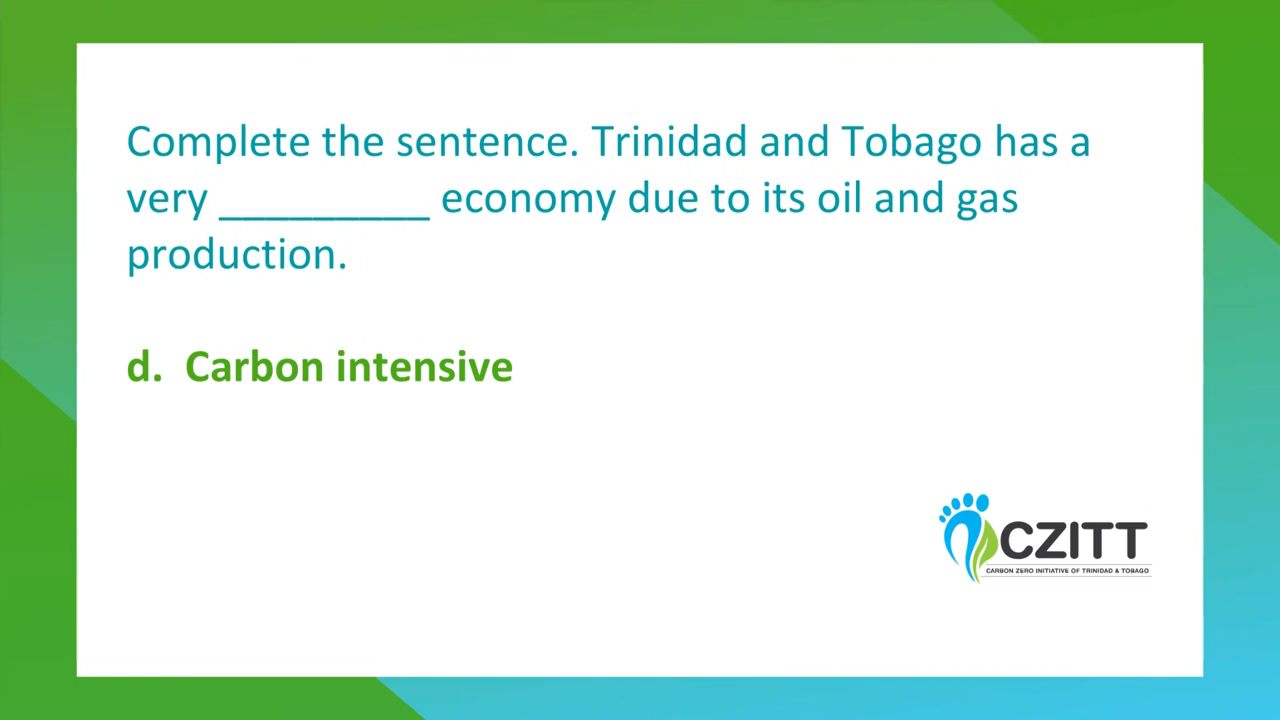 Complete the sentence. Trinidad and Tobago has a
very _________ economy due to its oil and gas
production.
d. Carbon intensive
CZITT
CARBON ZERO INITIATIVE OF TRINIDAD & TOBAGO